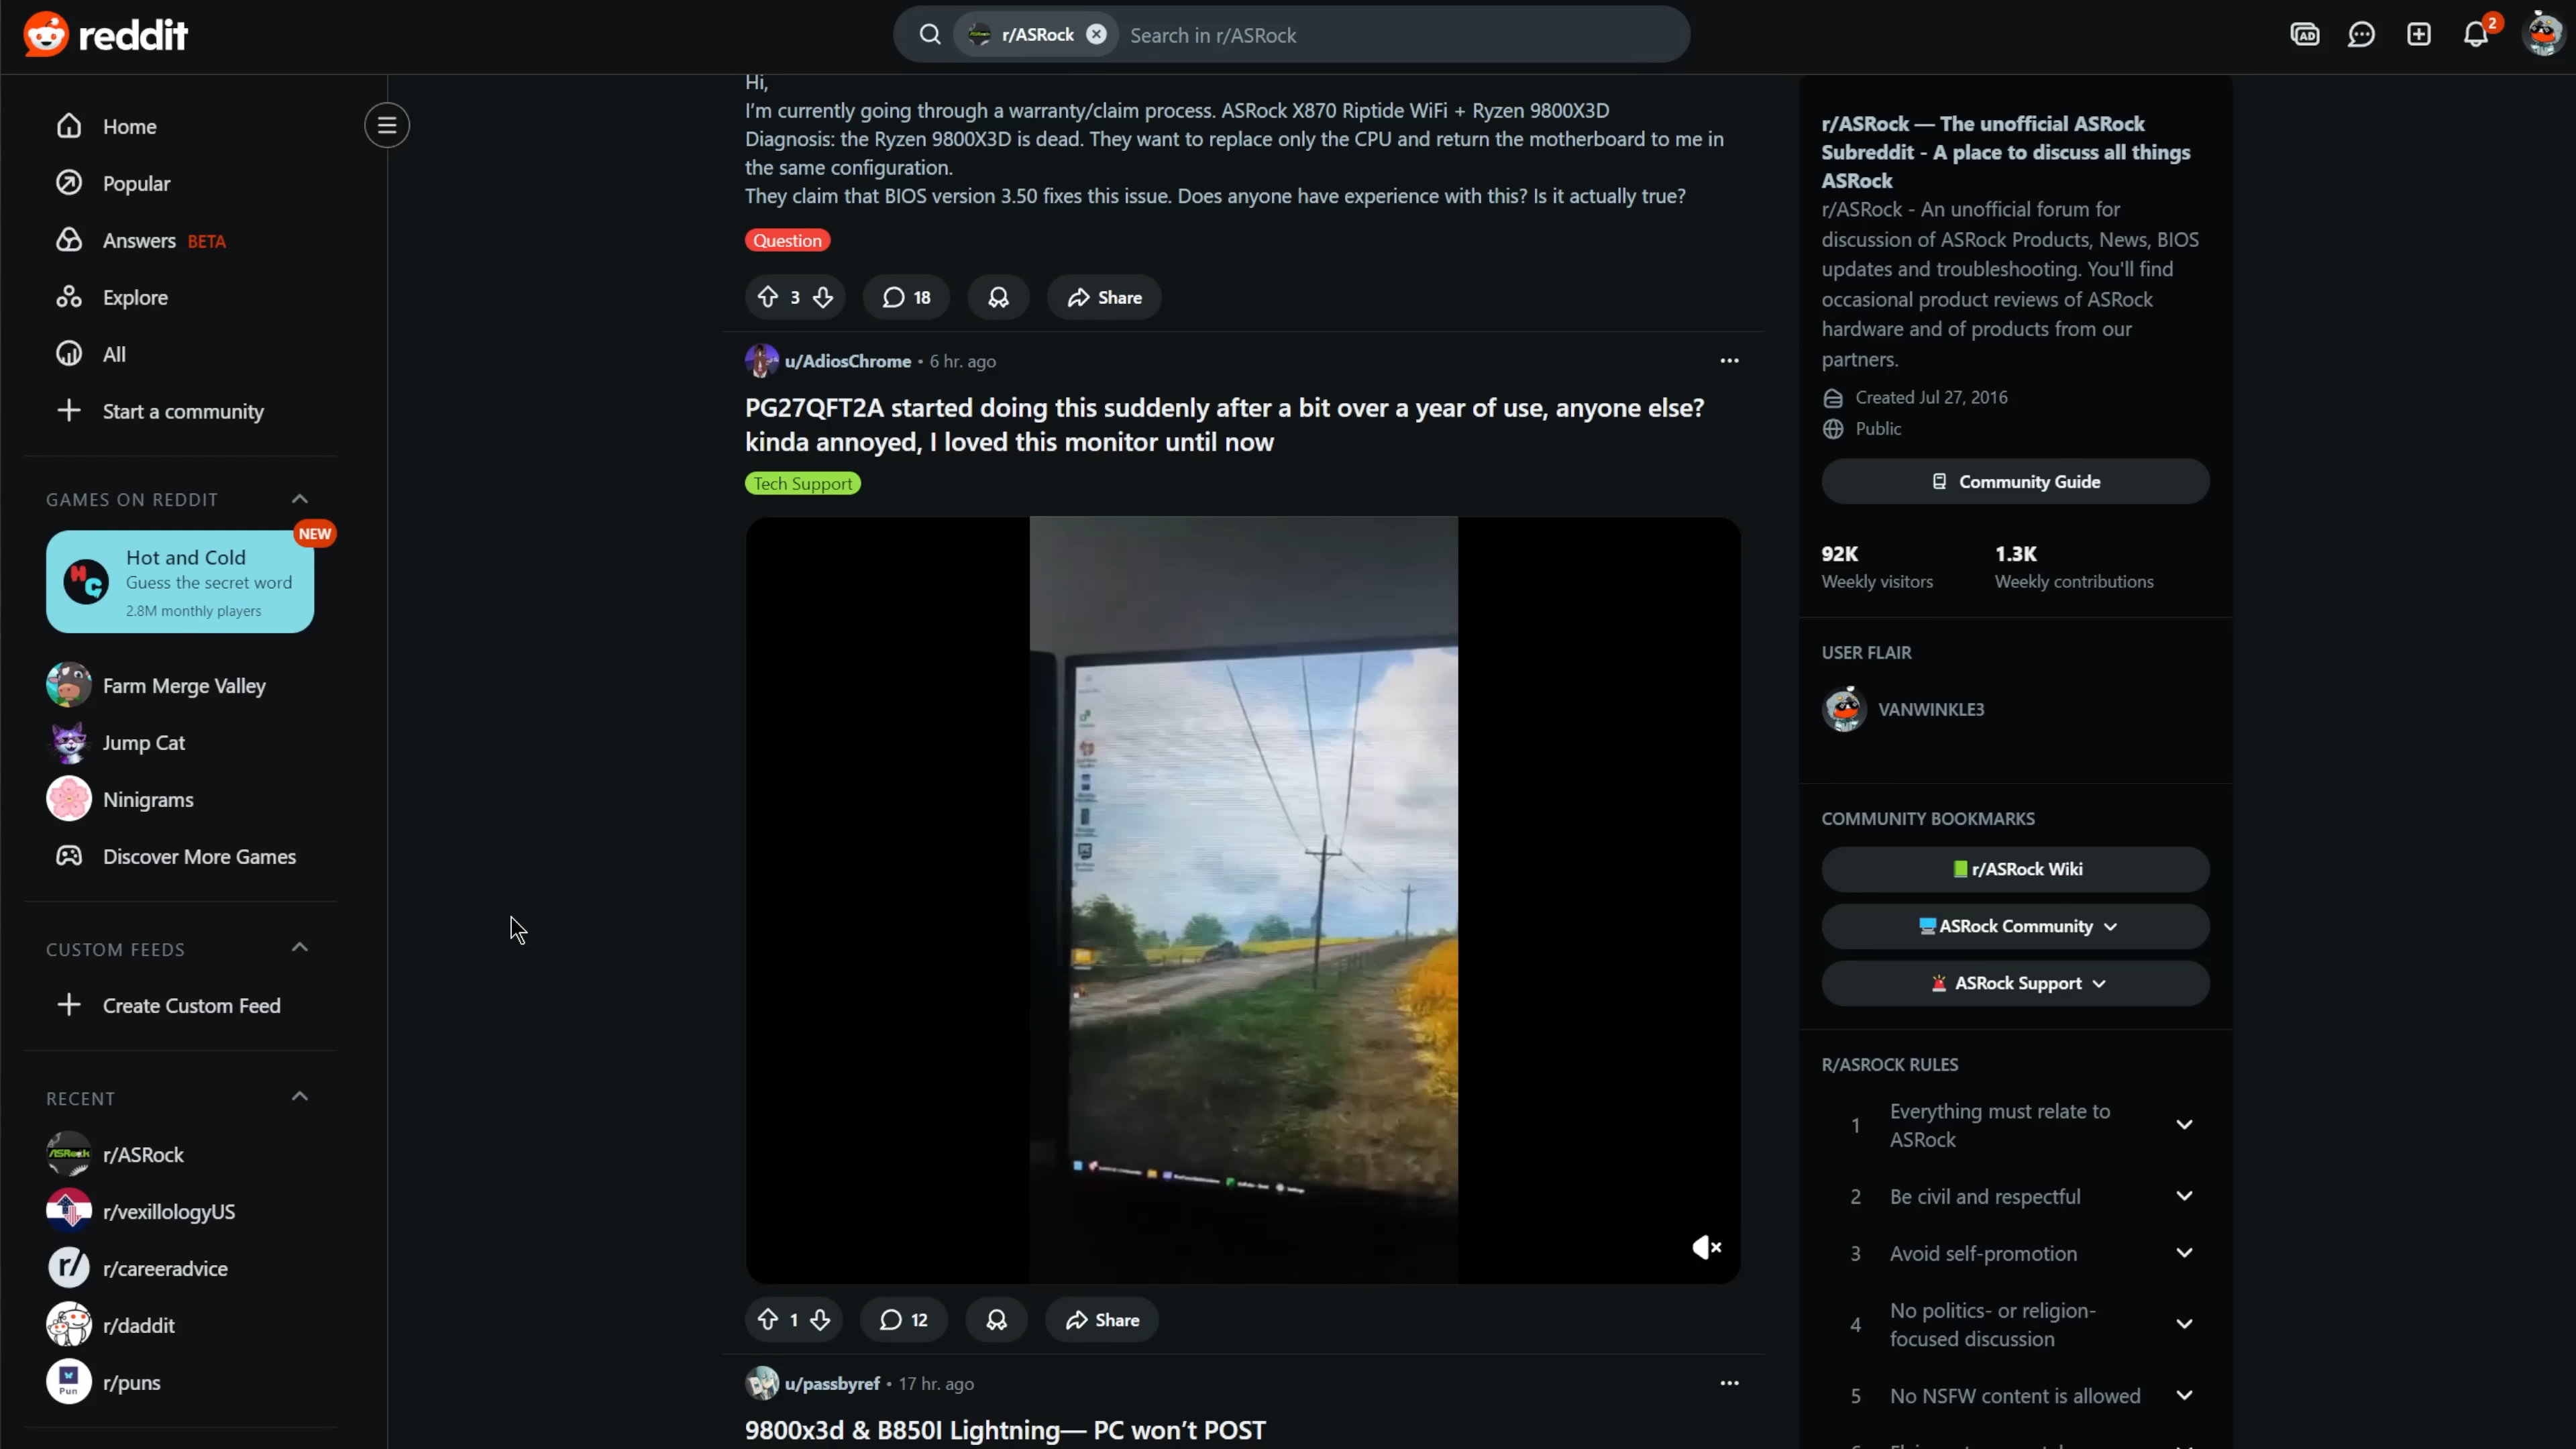 reddit
r/ASRock
Search in r/ASRock
AD
2
Home
Popular
Answers BETA
Explore
All
Start a community
GAMES ON REDDIT
NEW
Hot and Cold
Guess the secret word
2.8M monthly players
Farm Merge Valley
Jump Cat
Ninigrams
Discover More Games
CUSTOM FEEDS
Create Custom Feed
RECENT
r/ASRock
r/vexillologyUS
r/careeradvice
r/daddit
Pun
r/puns
Hi,
I'm currently going through a warranty/claim process. ASRock X870 Riptide WiFi + Ryzen 9800X3D
Diagnosis: the Ryzen 9800X3D is dead. They want to replace only the CPU and return the motherboard to me in
the same configuration.
They claim that BIOS version 3.50 fixes this issue. Does anyone have experience with this? Is it actually true?
Question
3
18
Share
u/AdiosChrome • 6 hr. ago
PG27QFT2A started doing this suddenly after a bit over a year of use, anyone else?
kinda annoyed, I loved this monitor until now
Tech Support
1
12
Share
u/passbyref • 17 hr. ago
9800x3d & B850I Lightning— PC won't POST
r/ASRock — The unofficial ASRock
Subreddit - A place to discuss all things
ASRock
r/ASRock - An unofficial forum for
discussion of ASRock Products, News, BIOS
updates and troubleshooting. You'll find
occasional product reviews of ASRock
hardware and of products from our
partners.
Created Jul 27, 2016
Public
Community Guide
92K
Weekly visitors
1.3K
Weekly contributions
USER FLAIR
VANWINKLE3
COMMUNITY BOOKMARKS
r/ASRock Wiki
ASRock Community
ASRock Support
R/ASROCK RULES
1 Everything must relate to
ASRock
2 Be civil and respectful
3 Avoid self-promotion
4 No politics- or religion-
focused discussion
5 No NSFW content is allowed